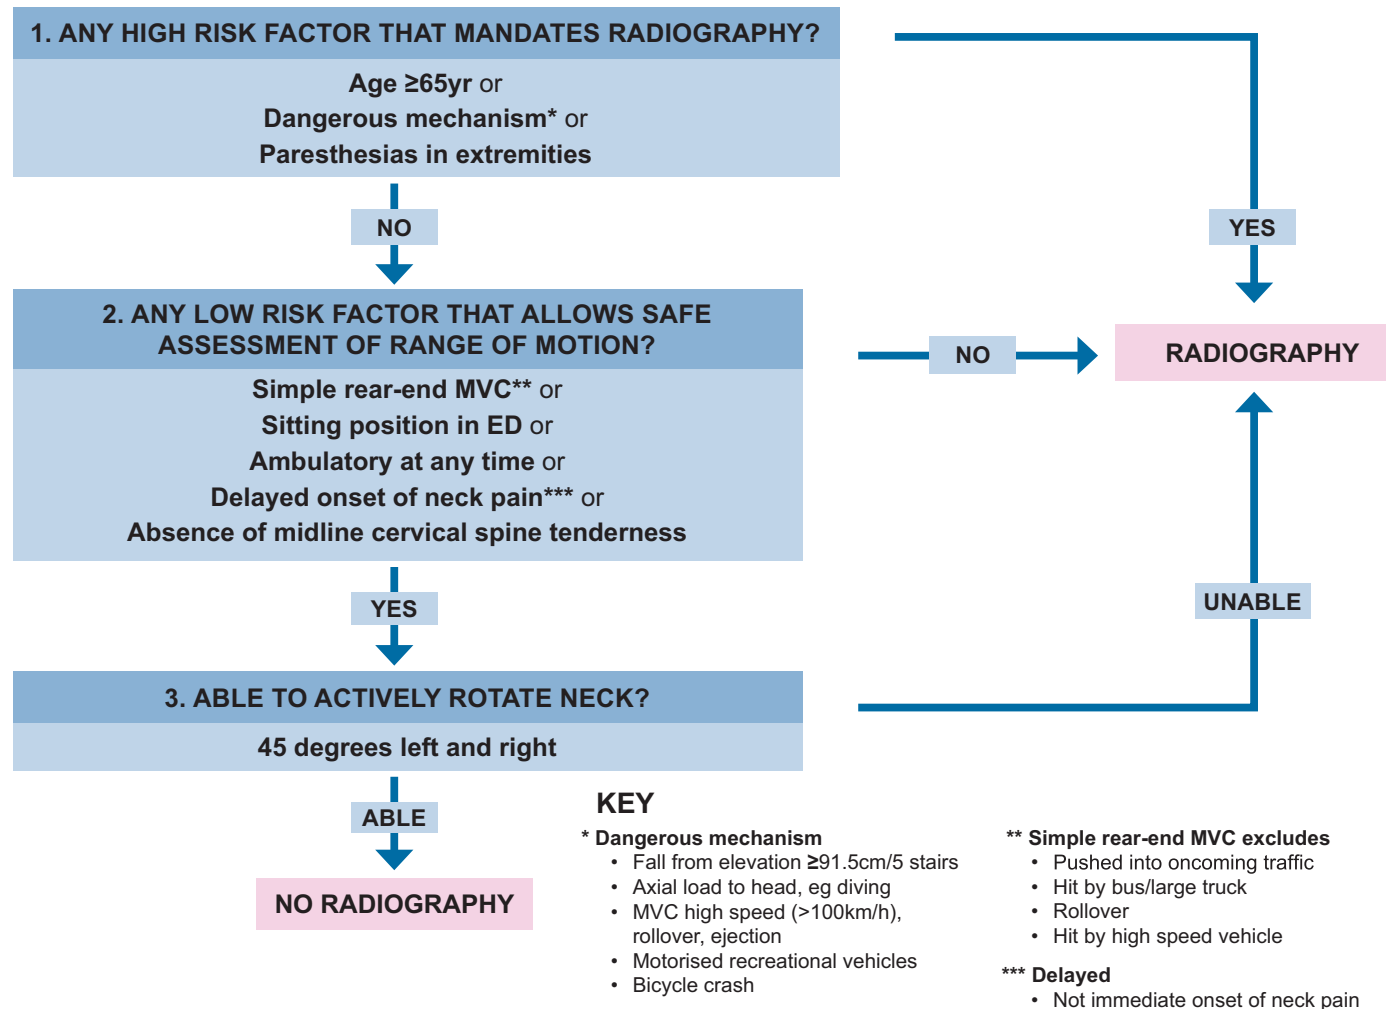 1. ANY HIGH RISK FACTOR THAT MANDATES RADIOGRAPHY?
Age ≥65yr or
Dangerous mechanism* or
Paresthesias in extremities
NO
YES
2. ANY LOW RISK FACTOR THAT ALLOWS SAFE
ASSESSMENT OF RANGE OF MOTION?
Simple rear-end MVC** or
Sitting position in ED or
Ambulatory at any time or
Delayed onset of neck pain*** or
Absence of midline cervical spine tenderness
NO
RADIOGRAPHY
YES
UNABLE
3. ABLE TO ACTIVELY ROTATE NECK?
45 degrees left and right
ABLE
NO RADIOGRAPHY
KEY
* Dangerous mechanism
• Fall from elevation ≥91.5cm/5 stairs
• Axial load to head, eg diving
• MVC high speed (>100km/h),
rollover, ejection
• Motorised recreational vehicles
• Bicycle crash
** Simple rear-end MVC excludes
• Pushed into oncoming traffic
• Hit by bus/large truck
• Rollover
• Hit by high speed vehicle
*** Delayed
• Not immediate onset of neck pain